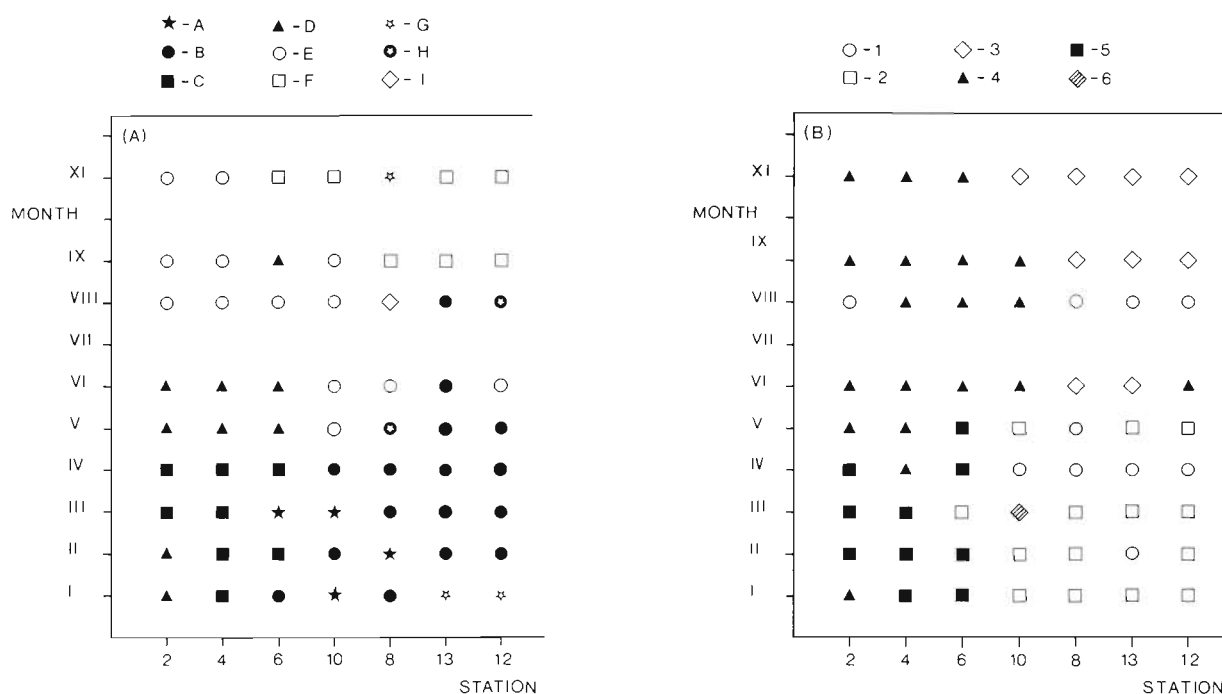 - A - D - G
- B - E - H
- C - F - I
(A)
XI
MONTH
IX
VIII
VII
VI
V
IV
III
II
I
2 4 6 10 8 13 12
STATION
- 1 - 3 - 5
- 2 - 4 - 6
(B)
XI
MONTH
IX
VIII
VII
VI
V
IV
III
II
I
2 4 6 10 8 13 12
STATION